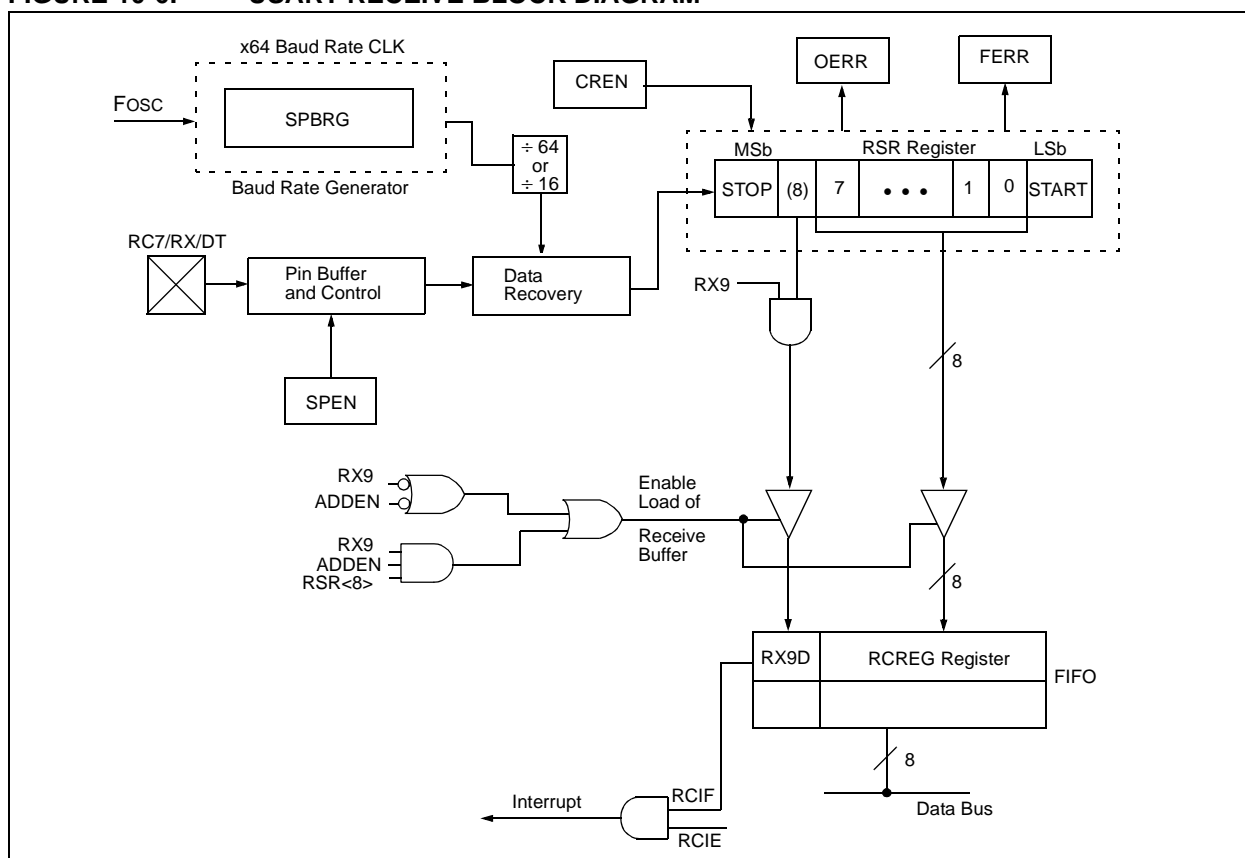 x64 Baud Rate CLK
FOSC
SPBRG
Baud Rate Generator
CREN
OERR
FERR
÷ 64
or
÷ 16
MSb
RSR Register
LSb
STOP
(8)
7
• • •
1
0
START
RC7/RX/DT
Pin Buffer
and Control
Data
Recovery
SPEN
RX9
8
RX9
ADDEN
RX9
ADDEN
RSR<8>
Enable
Load of
Receive
Buffer
8
RX9D
RCREG Register
FIFO
8
Data Bus
Interrupt
RCIF
RCIE